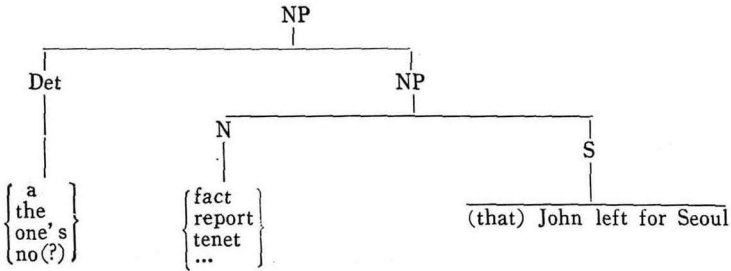 NP
Det NP
N
S
a
the
one's
no(?)
fact
report
tenet
...
(that) John left for Seoul